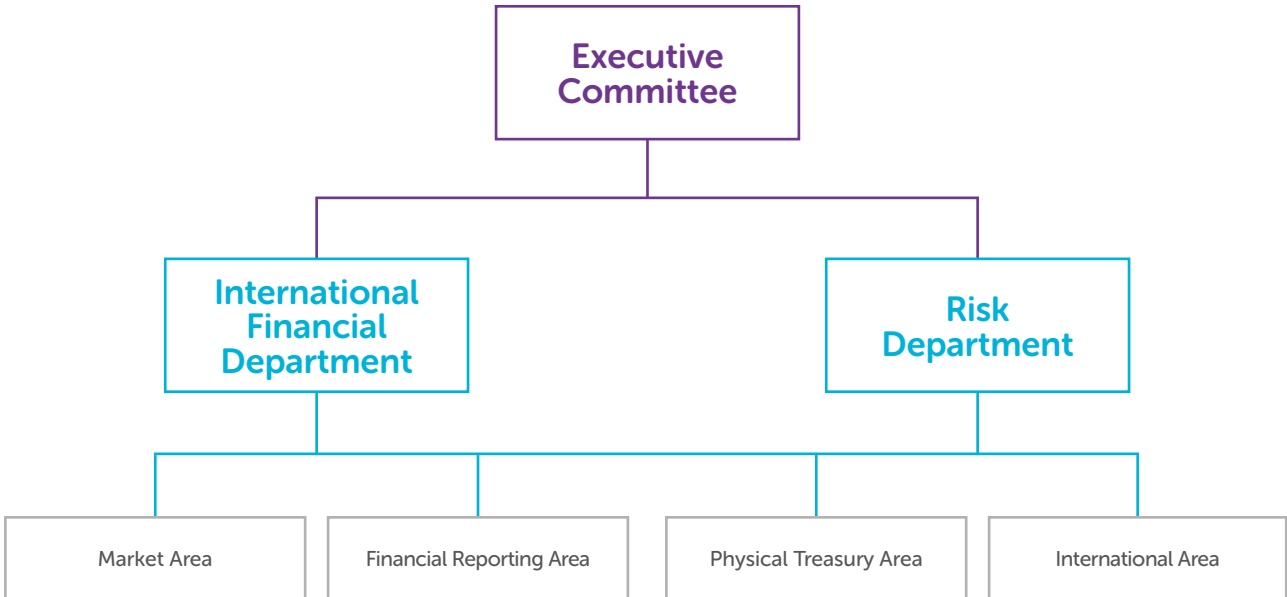 Executive
Committee
International
Financial
Department
Risk
Department
Market Area
Financial Reporting Area
Physical Treasury Area
International Area